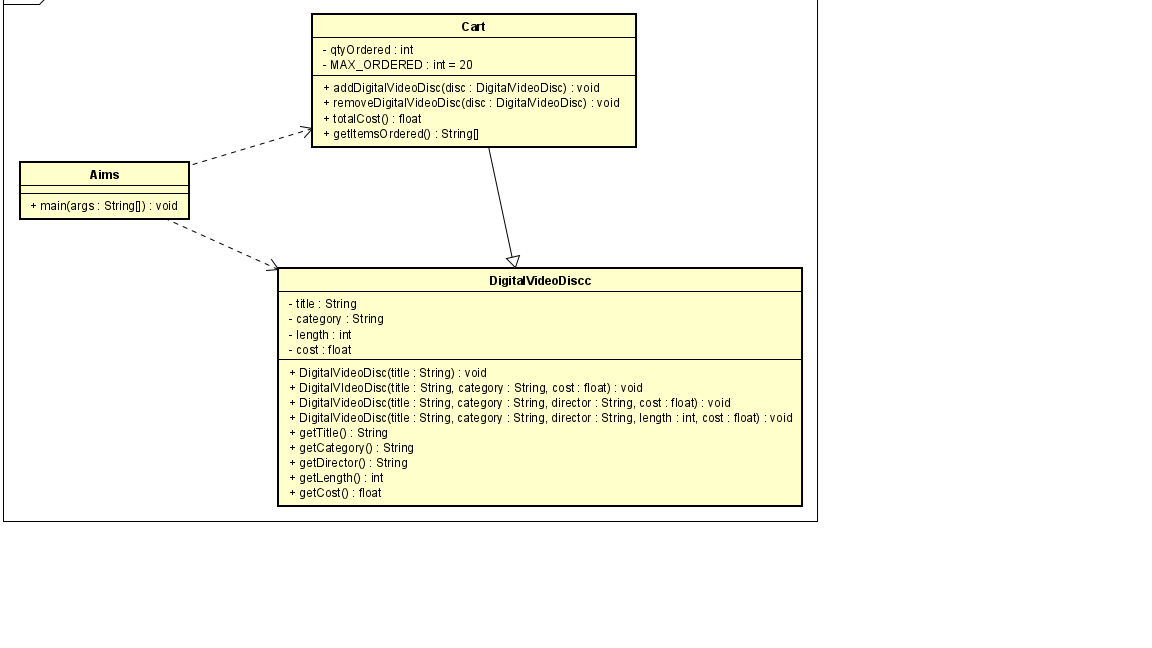 Cart
- qtyOrdered : int
- MAX_ORDERED : int = 20
+ addDigitalVideoDisc(disc : DigitalVideoDisc) : void
+ removeDigitalVideoDisc(disc : DigitalVideoDisc) : void
+ totalCost() : float
+ getItemsOrdered() : String[]
Aims
+ main(args : String[]) : void
DigitalVideoDiscc
- title : String
- category : String
- length : int
- cost : float
+ DigitalVideoDisc(title : String) : void
+ DigitalVIdeoDisc(title : String, category : String, cost : float) : void
+ DigitalVideoDisc(title : String, category : String, director : String, cost : float) : void
+ DigitalVideoDisc(title : String, category : String, director : String, length : int, cost : float) : void
+ getTitle() : String
+ getCategory() : String
+ getDirector() : String
+ getLength() : int
+ getCost() : float